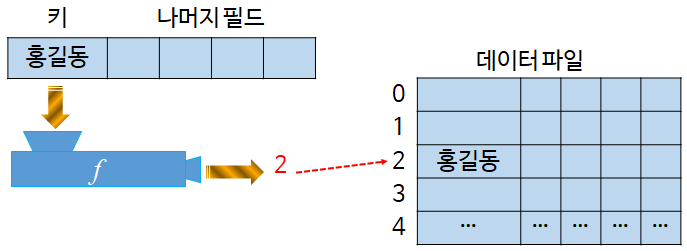 키 나머지 필드
홍길동
데이터 파일
0
1
f 2 2 홍길동
3
4 ... ... ... ... ...